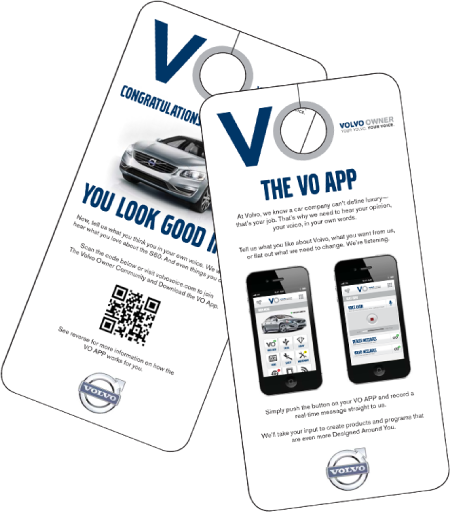 VO
CONGRATULATIONS
YOU LOOK GOOD I
Now, tell us what you think you in your own voice. We
hear what you love about the S60. And even things you
Scan the code below or visit volvovoice.com to join
The Volvo Owner Community and Download the VO App.
See reverse for more information on how the
VO APP works for you.
VOLVO
VO
VOLVO OWNER
YOUR VOLVO. YOUR VOICE.
THE VO APP
At Volvo, we know a car company can't define luxury—
that's your job. That's why we need to hear your opinion,
your voice, in your own words.
Tell us what you like about Volvo, what you want from us,
or flat out what we need to change. We're listening.
VO
VO
Simply push the button on your VO APP and record a
real-time message straight to us.
We'll take your input to create products and programs that
are even more Designed Around You.
VOLVO